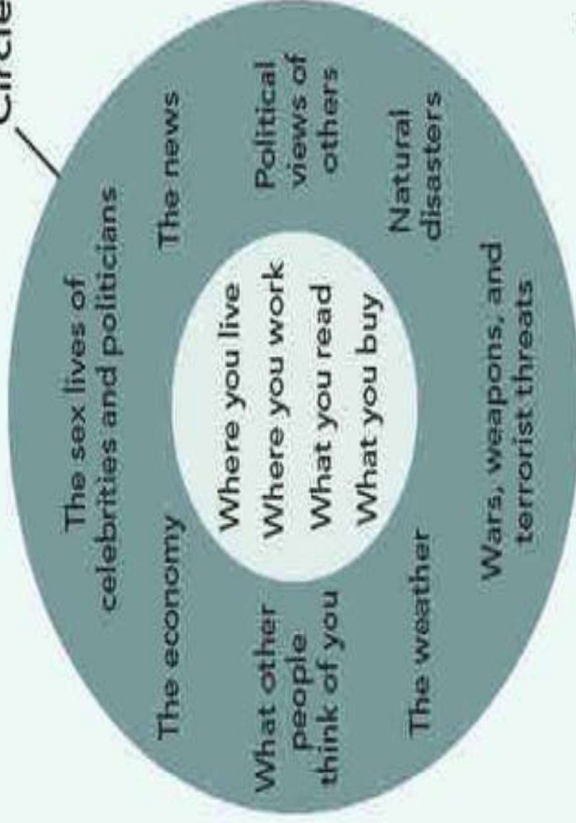 Circle
The sex lives of
celebrities and politicians
The economy
The news
What other
people
think of you
Where you live
Where you work
What you read
What you buy
Political
views of
others
The weather
Natural
disasters
Wars, weapons, and
terrorist threats